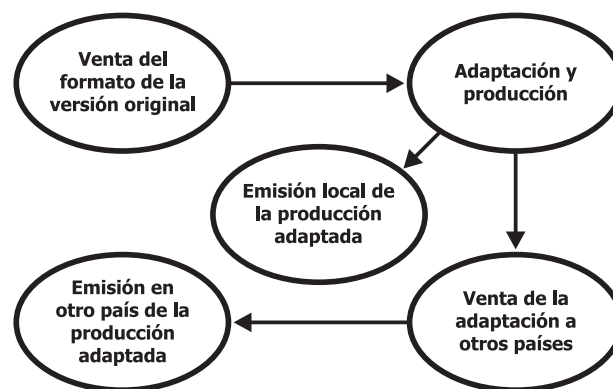 Venta del
formato de la
versión original
Adaptación y
producción
Emisión local de
la producción
adaptada
Emisión en
otro país de la
producción
adaptada
Venta de la
adaptación a
otros países